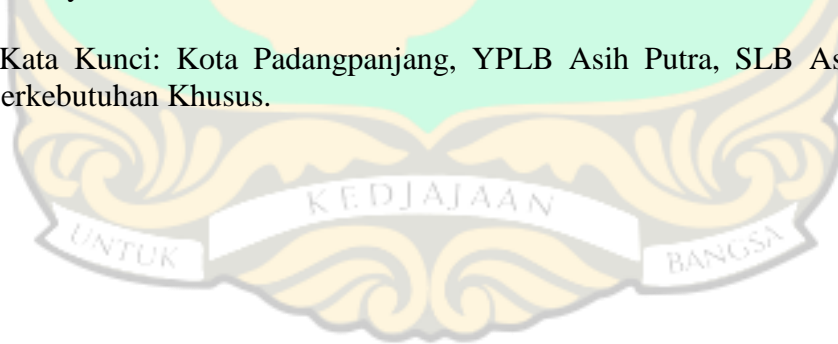 Kata Kunci: Kota Padangpanjang, YPLB Asih Putra, SLB As
erkebutuhan Khusus.
KEDJAJAAN
UNTUK
BANGSA